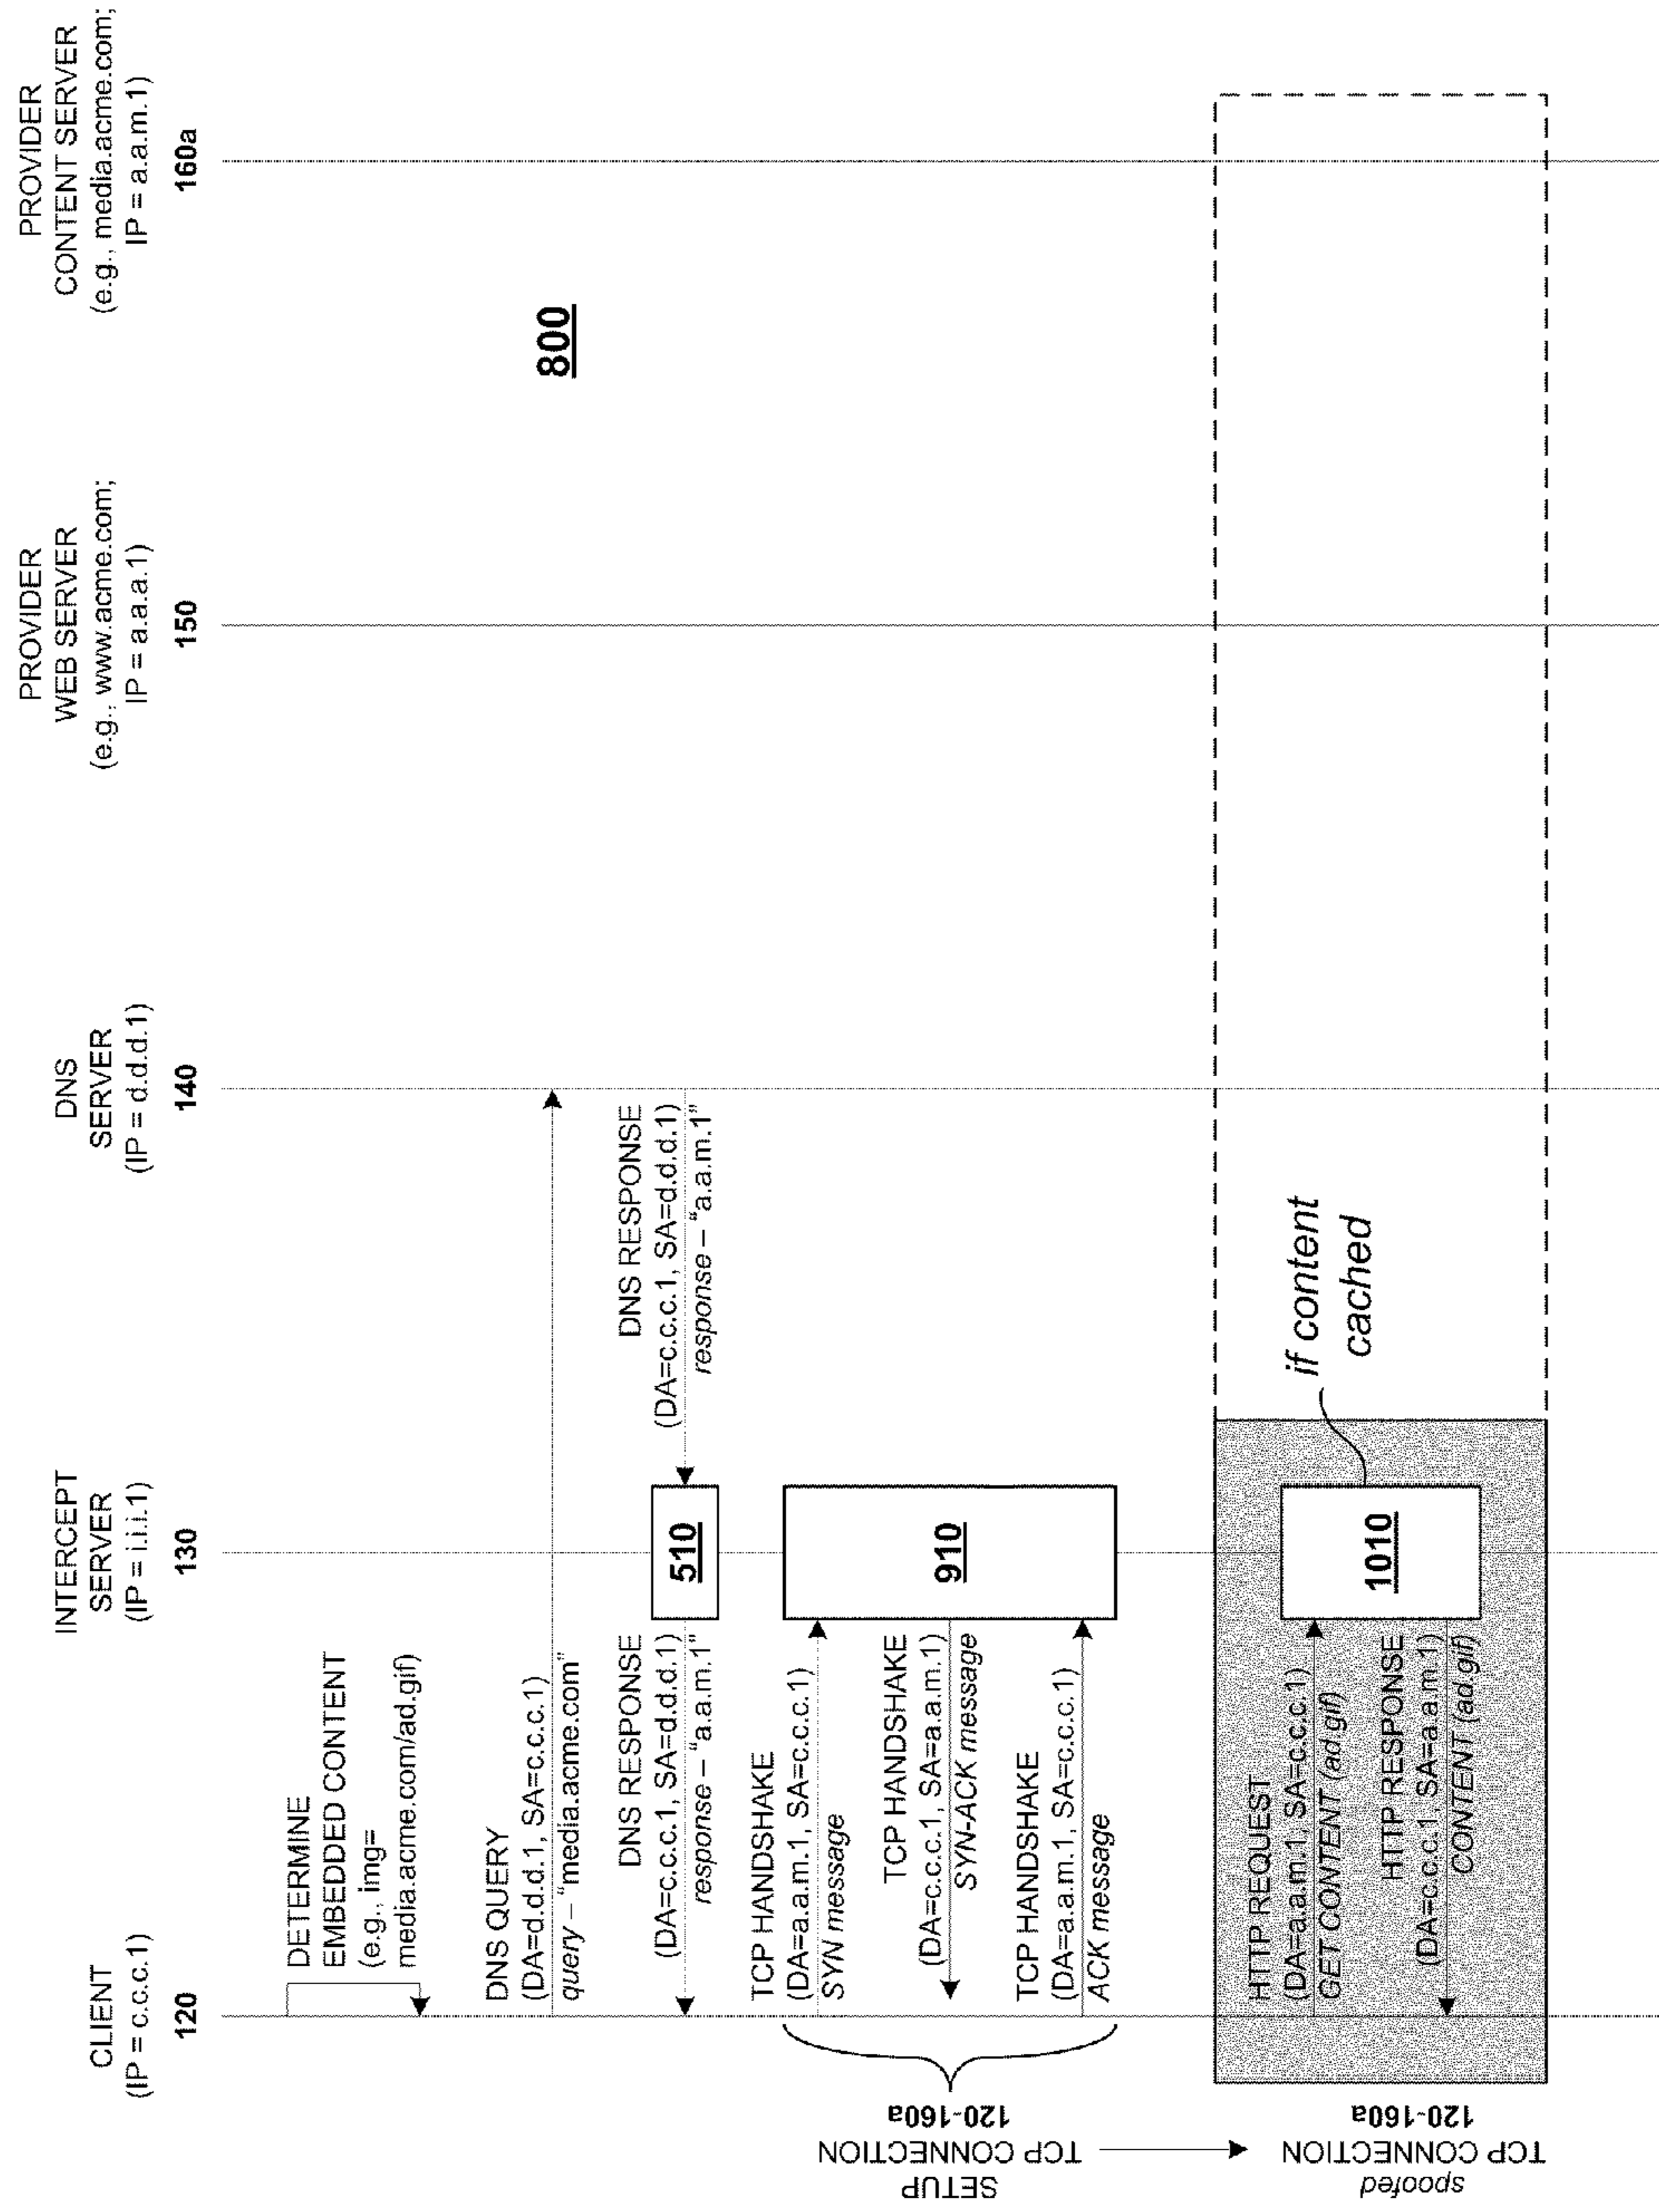 CLIENT
(IP = c.c.c.1)
120
INTERCEPT
SERVER
(IP = i.i.i.1)
130
DNS
SERVER
(IP = d.d.d.1)
140
PROVIDER
WEB SERVER
(e.g., www.acme.com;
IP = a.a.a.1)
150
PROVIDER
CONTENT SERVER
(e.g., media.acme.com;
IP = a.a.m.1)
160a
DETERMINE
EMBEDDED CONTENT
(e.g., img=
media.acme.com/ad.gif)
800
DNS QUERY
(DA=d.d.d.1, SA=c.c.c.1)
query – “media.acme.com”
DNS RESPONSE
(DA=c.c.c.1, SA=d.d.d.1)
response – “a.a.m.1”
510
DNS RESPONSE
(DA=c.c.c.1, SA=d.d.d.1)
response – “a.a.m.1”
SETUP
TCP CONNECTION
120-160a
TCP HANDSHAKE
(DA=a.a.m.1, SA=c.c.c.1)
SYN message
910
TCP HANDSHAKE
(DA=c.c.c.1, SA=a.a.m.1)
SYN-ACK message
TCP HANDSHAKE
(DA=a.a.m.1, SA=c.c.c.1)
ACK message
spoofed
TCP CONNECTION
120-160a
HTTP REQUEST
(DA=a.a.m.1, SA=c.c.c.1)
GET CONTENT (ad.gif)
1010
if content
cached
HTTP RESPONSE
(DA=c.c.c.1, SA=a.a.m.1)
CONTENT (ad.gif)